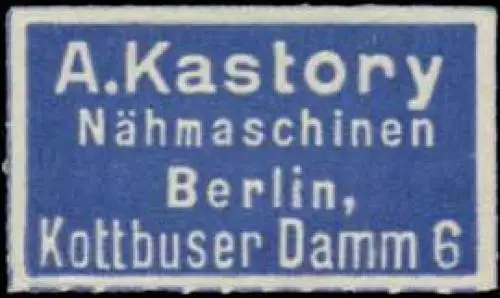 A.Kastory
Nähmaschinen
Berlin,
Kottbuser Damm 6